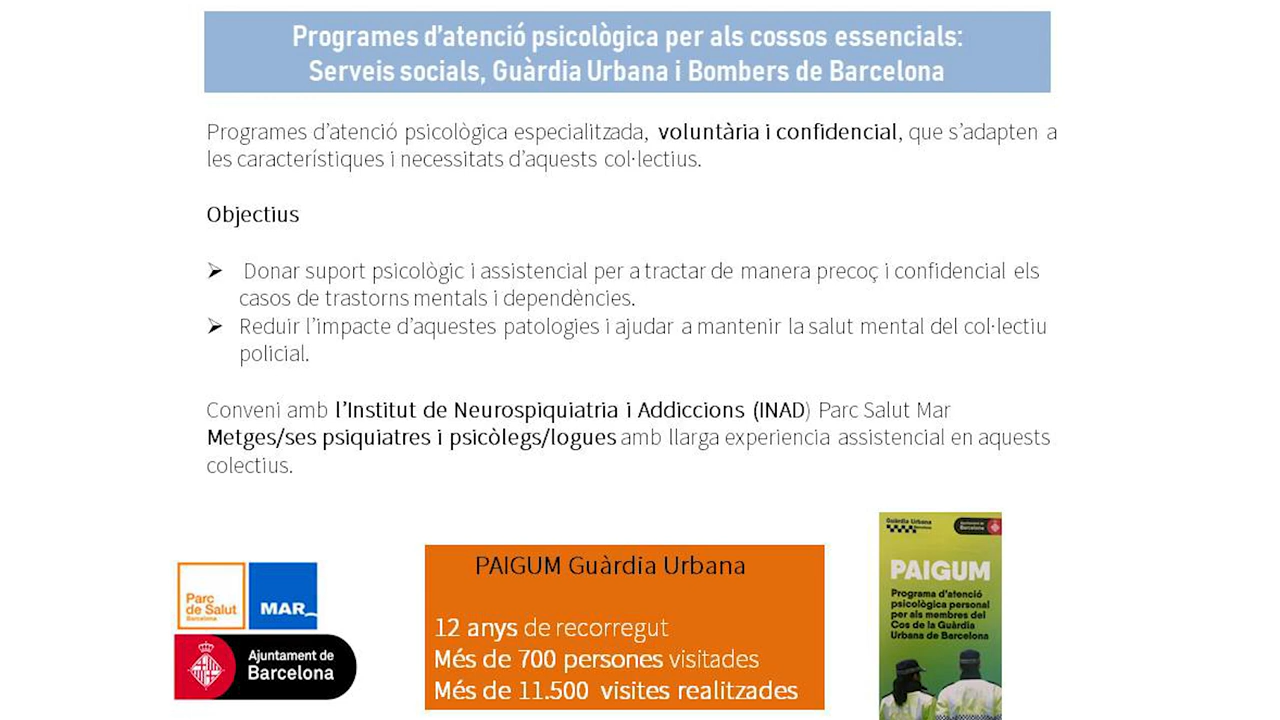 Programes d’atenció psicològica per als cossos essencials:
Serveis socials, Guàrdia Urbana i Bombers de Barcelona
Programes d’atenció psicològica especialitzada, voluntària i confidencial, que s’adapten a
les característiques i necessitats d’aquests col·lectius.
Objectius
Donar suport psicològic i assistencial per a tractar de manera precoç i confidencial els
casos de trastorns mentals i dependències.
Reduir l’impacte d’aquestes patologies i ajudar a mantenir la salut mental del col·lectiu
policial.
Conveni amb l’Institut de Neurospiquiatria i Addiccions (INAD) Parc Salut Mar
Metges/ses psiquiatres i psicòlegs/logues amb llarga experiencia assistencial en aquests
colectius.
Parc
de Salut
Barcelona
MAR
Ajuntament de
Barcelona
PAIGUM Guàrdia Urbana
12 anys de recorregut
Més de 700 persones visitades
Més de 11.500 visites realitzades
Guàrdia Urbana
Barcelona
Ajuntament de
Barcelona
PAIGUM
Programa d’atenció
psicològica personal
per als membres del
Cos de la Guàrdia
Urbana de Barcelona